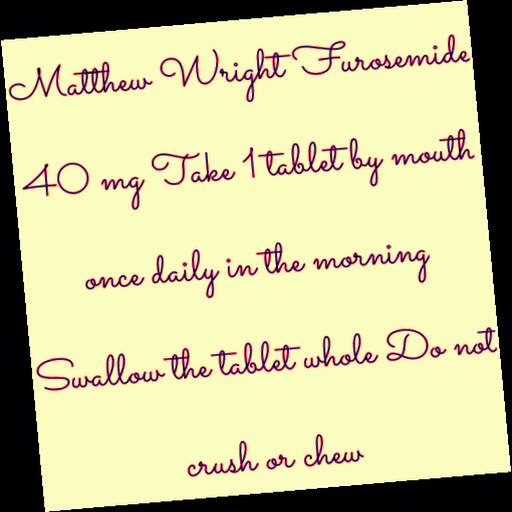 Matthew Wright Furosemide
40 mg Take 1 tablet by mouth
once daily in the morning
Swallow the tablet whole Do not
crush or chew